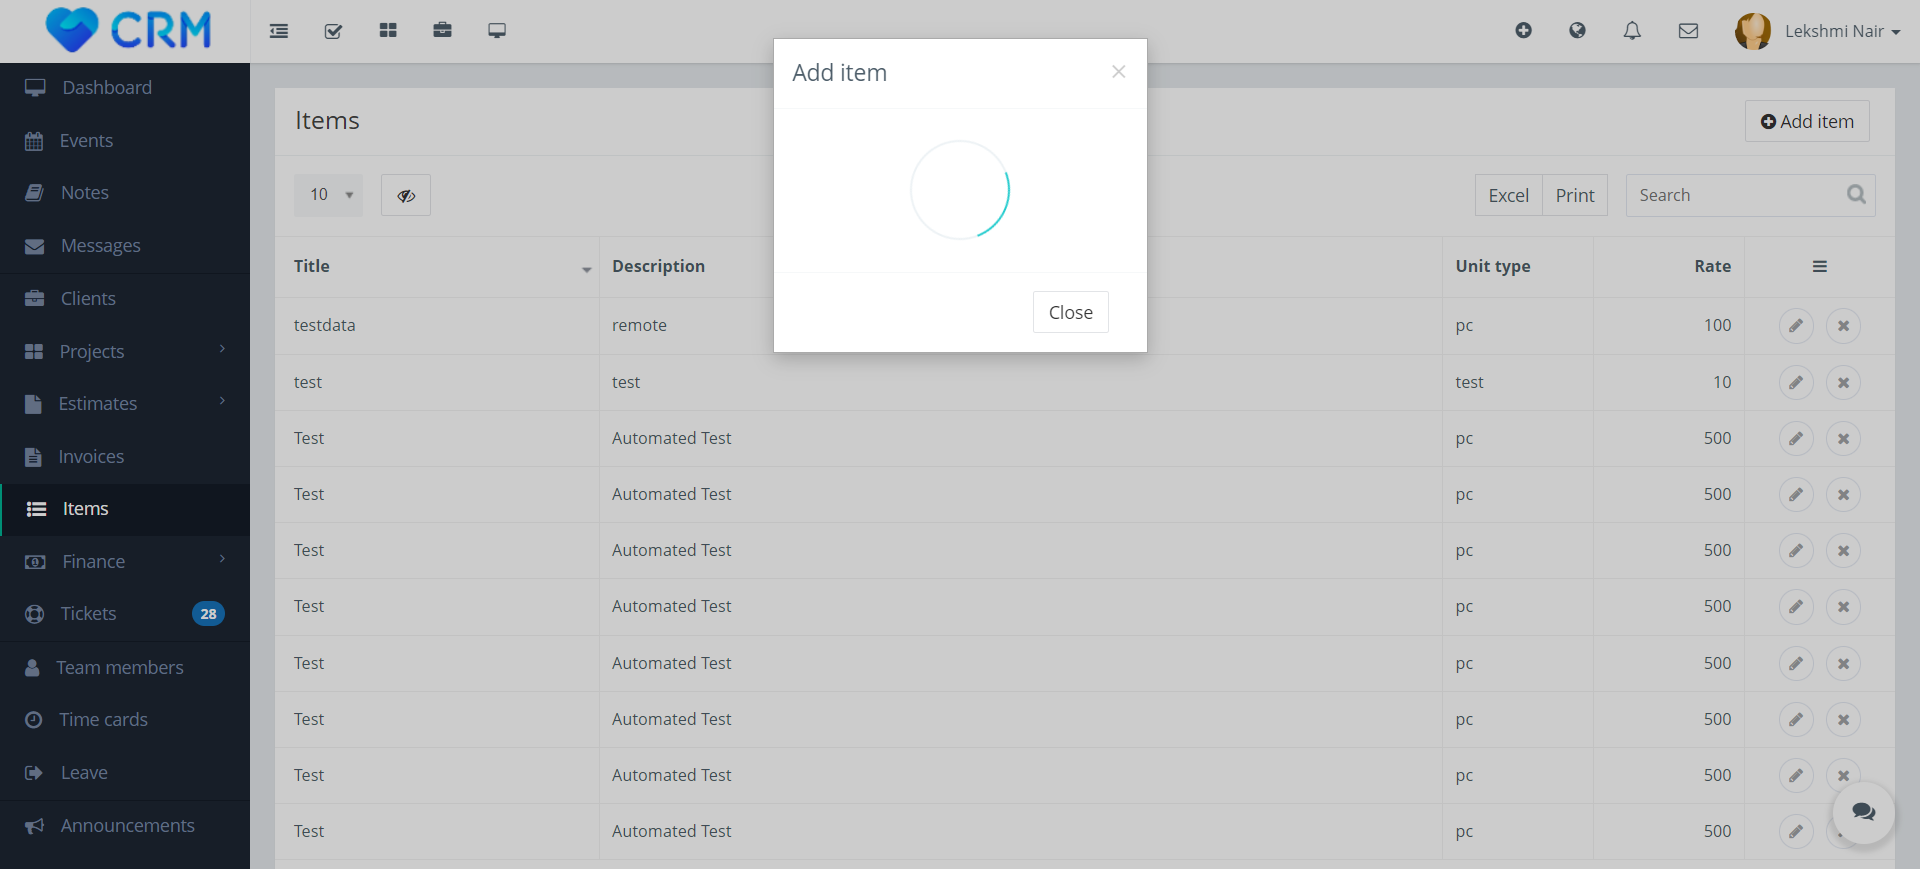 CRM
Lekshmi Nair
Dashboard
Events
Notes
Messages
Clients
Projects
Estimates
Invoices
Items
Finance
Tickets 28
Team members
Time cards
Leave
Announcements
Items
Add item
10
Excel Print Search
Title Description Unit type Rate
testdata remote pc 100
test test test 10
Test Automated Test pc 500
Test Automated Test pc 500
Test Automated Test pc 500
Test Automated Test pc 500
Test Automated Test pc 500
Test Automated Test pc 500
Test Automated Test pc 500
Test Automated Test pc 500
Add item
Close